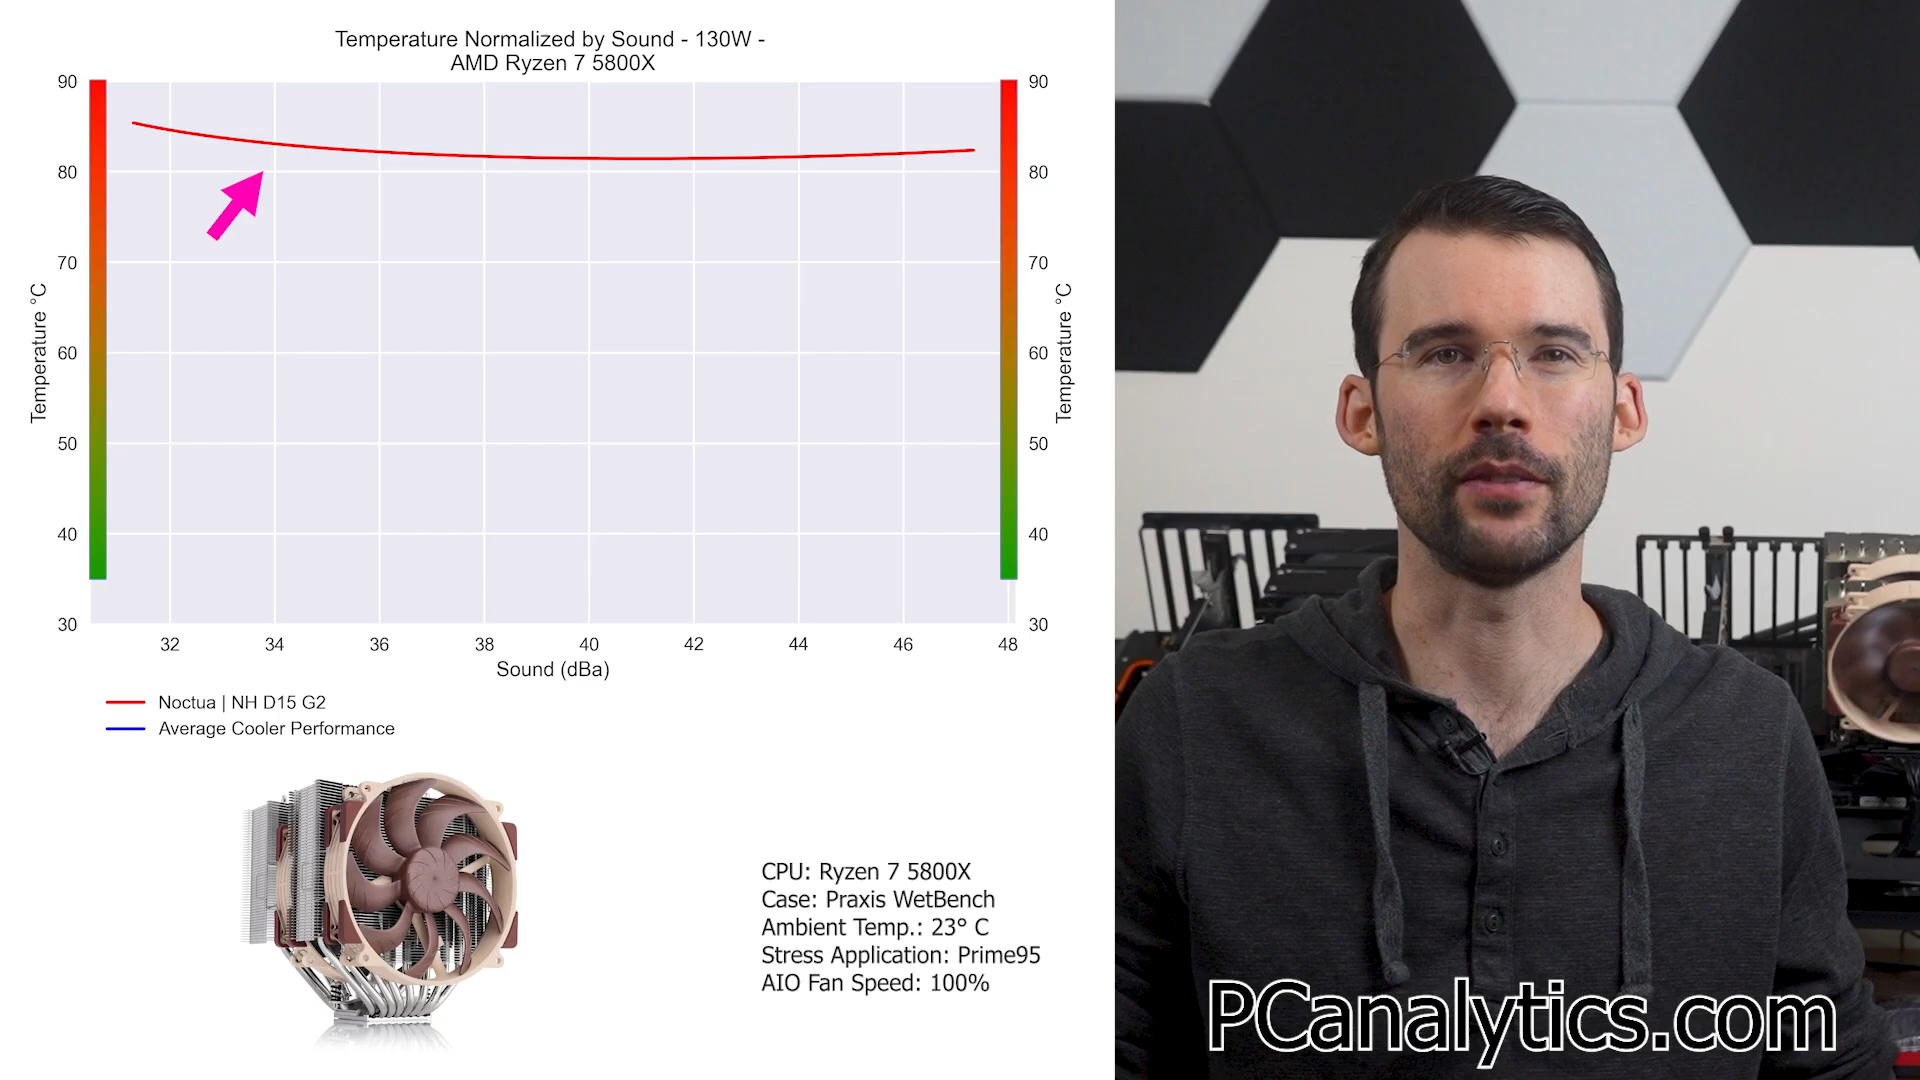 Temperature Normalized by Sound - 130W -
AMD Ryzen 7 5800X
90
80
70
60
50
40
30
Temperature °C
90
80
70
60
50
40
30
Temperature °C
32 34 36 38 40 42 44 46 48
Sound (dBa)
Noctua | NH D15 G2
Average Cooler Performance
CPU: Ryzen 7 5800X
Case: Praxis WetBench
Ambient Temp.: 23° C
Stress Application: Prime95
AIO Fan Speed: 100%
PCanalytics.com